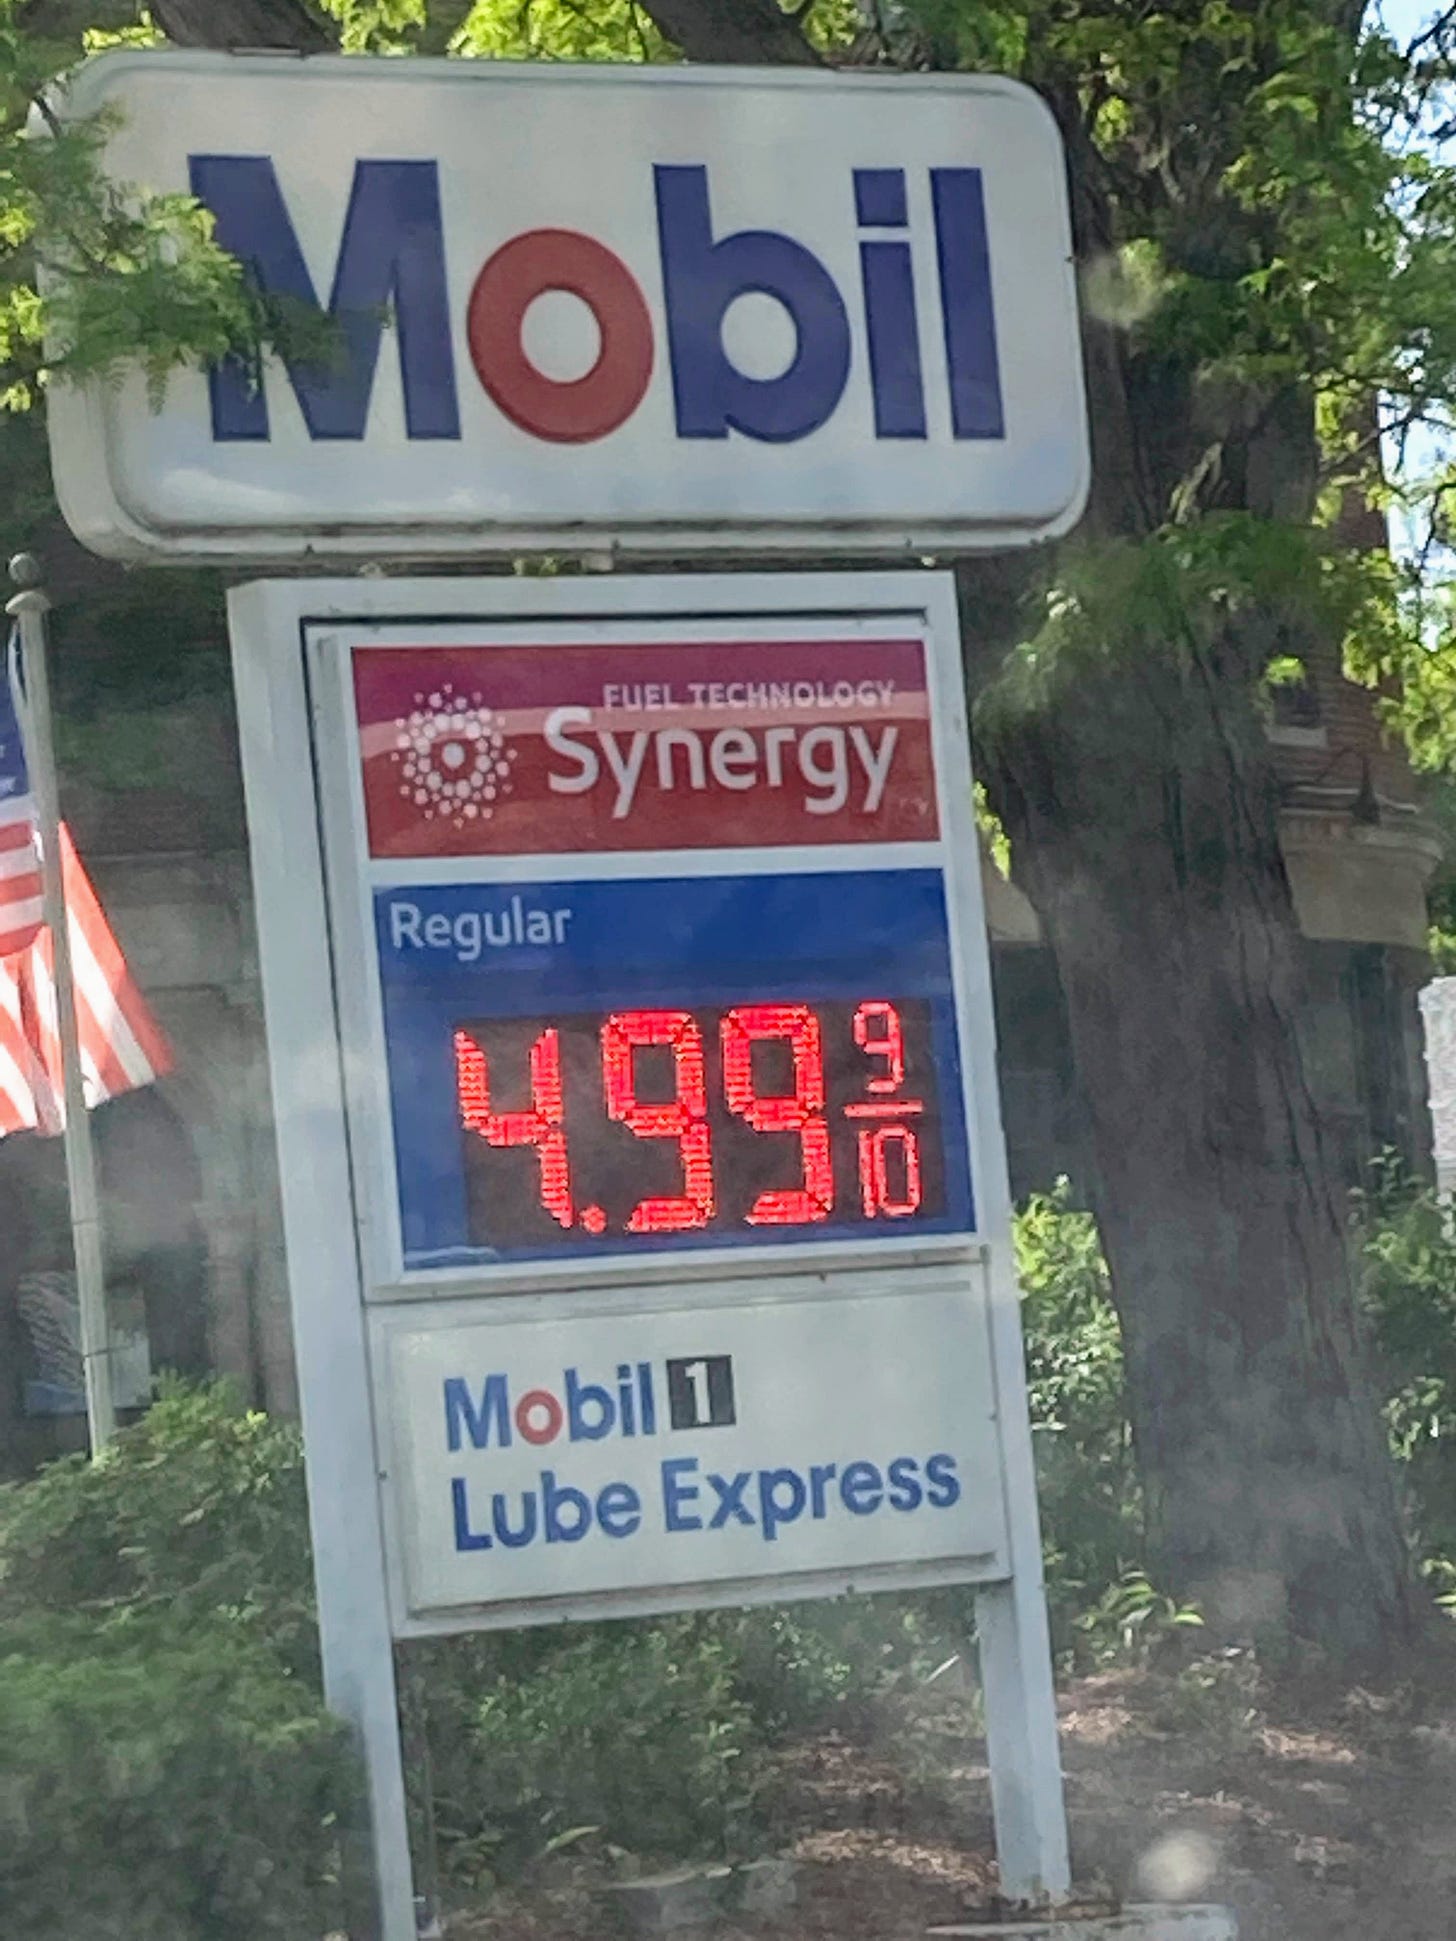 Mobil
FUEL TECHNOLOGY
Synergy
Regular
4.99 9/10
Mobil 1
Lube Express